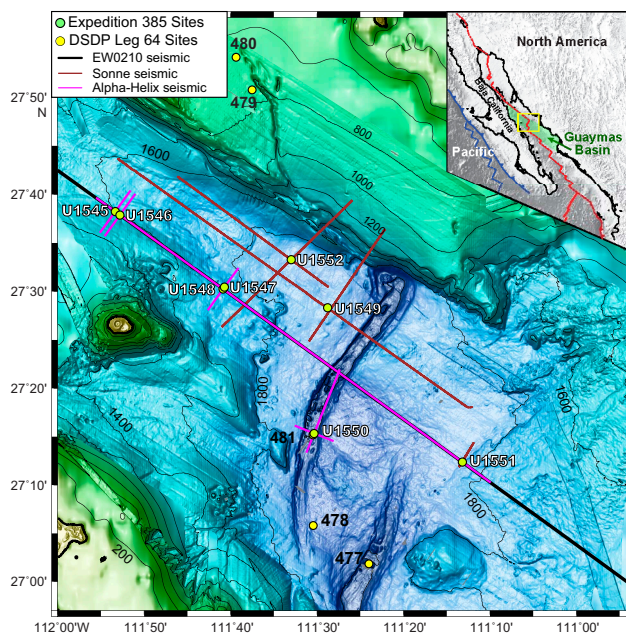 Expedition 385 Sites
DSDP Leg 64 Sites
EW0210 seismic
Sonne seismic
Alpha-Helix seismic
North America
Baja California
Guaymas
Basin
Pacific
480
479
27°50'
N
27°40'
27°30'
27°20'
27°10'
27°00'
800
1000
1200
1600
U1545
U1546
U1552
U1548
U1547
U1549
1800
1400
1600
481
U1550
U1551
1800
478
477
200
112°00'W
111°50'
111°40'
111°30'
111°20'
111°10'
111°00'